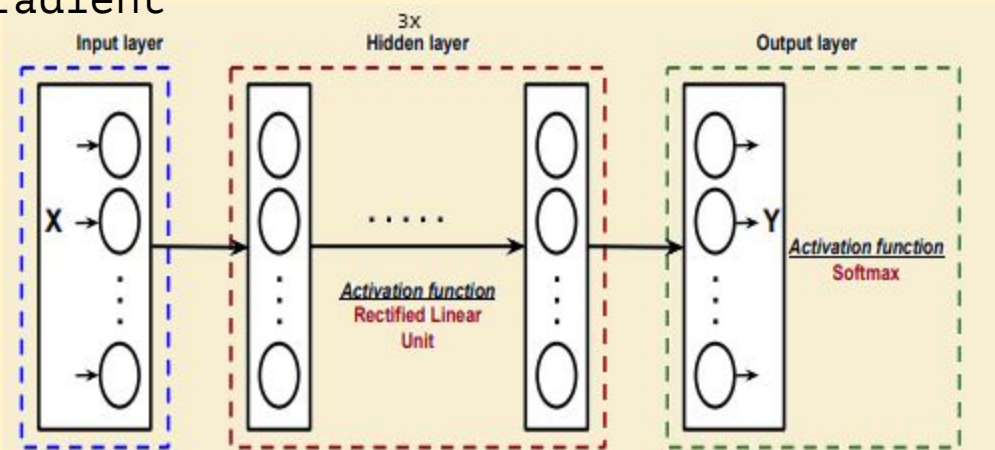 3x
Input layer
Hidden layer
Output layer
X
. . . . .
Y
Activation function
Rectified Linear
Unit
Activation function
Softmax